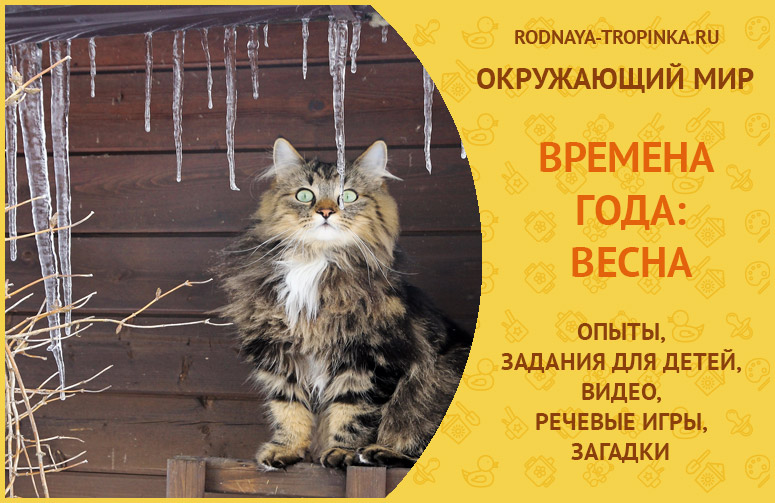 RODNAYA-TROPINKA.RU
ОКРУЖАЮЩИЙ МИР
ВРЕМЕНА
ГОДА:
ВЕСНА
ОПЫТЫ,
ЗАДАНИЯ ДЛЯ ДЕТЕЙ,
ВИДЕО,
РЕЧЕВЫЕ ИГРЫ,
ЗАГАДКИ